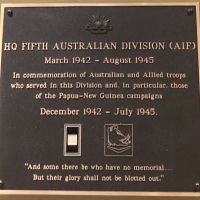 HQ FIFTH AUSTRALIAN DIVISION (AIF)
March 1942 - August 1945
In commemoration of Australian and Allied troops
who served in this Division and, in particular, those
of the Papua-New Guinea campaigns
December 1942 - July 1945.
"And some there be who have no memorial...
But their glory shall not be blotted out."